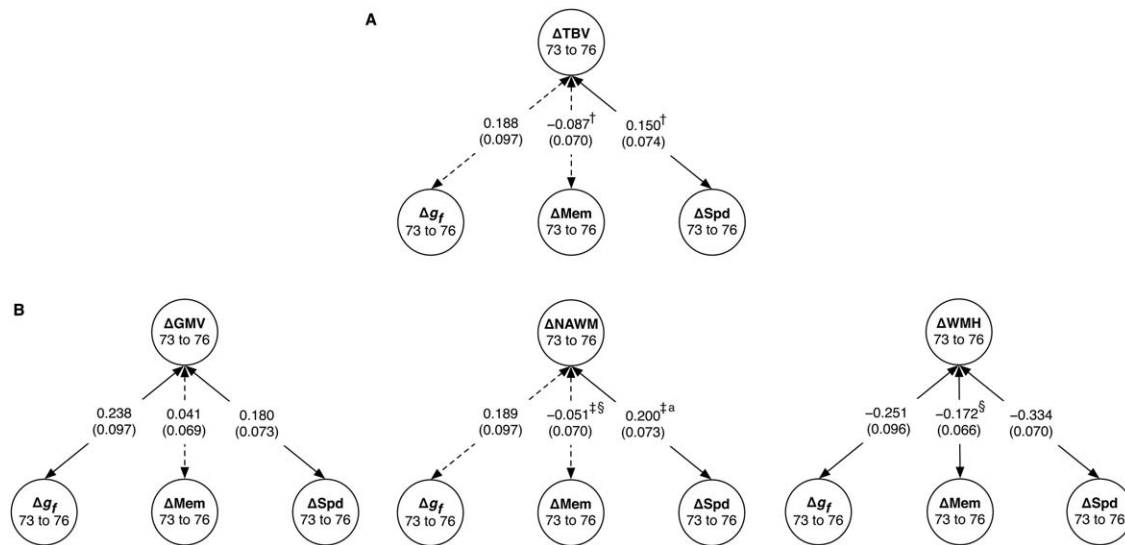 A
ΔTBV
73 to 76
0.188
(0.097)
−0.087†
(0.070)
0.150†
(0.074)
Δgf
73 to 76
ΔMem
73 to 76
ΔSpd
73 to 76
B
ΔGMV
73 to 76
0.238
(0.097)
0.041
(0.069)
0.180
(0.073)
Δgf
73 to 76
ΔMem
73 to 76
ΔSpd
73 to 76
ΔNAWM
73 to 76
0.189
(0.097)
−0.051‡§
(0.070)
0.200‡a
(0.073)
Δgf
73 to 76
ΔMem
73 to 76
ΔSpd
73 to 76
ΔWMH
73 to 76
−0.251
(0.096)
−0.172§
(0.066)
−0.334
(0.070)
Δgf
73 to 76
ΔMem
73 to 76
ΔSpd
73 to 76